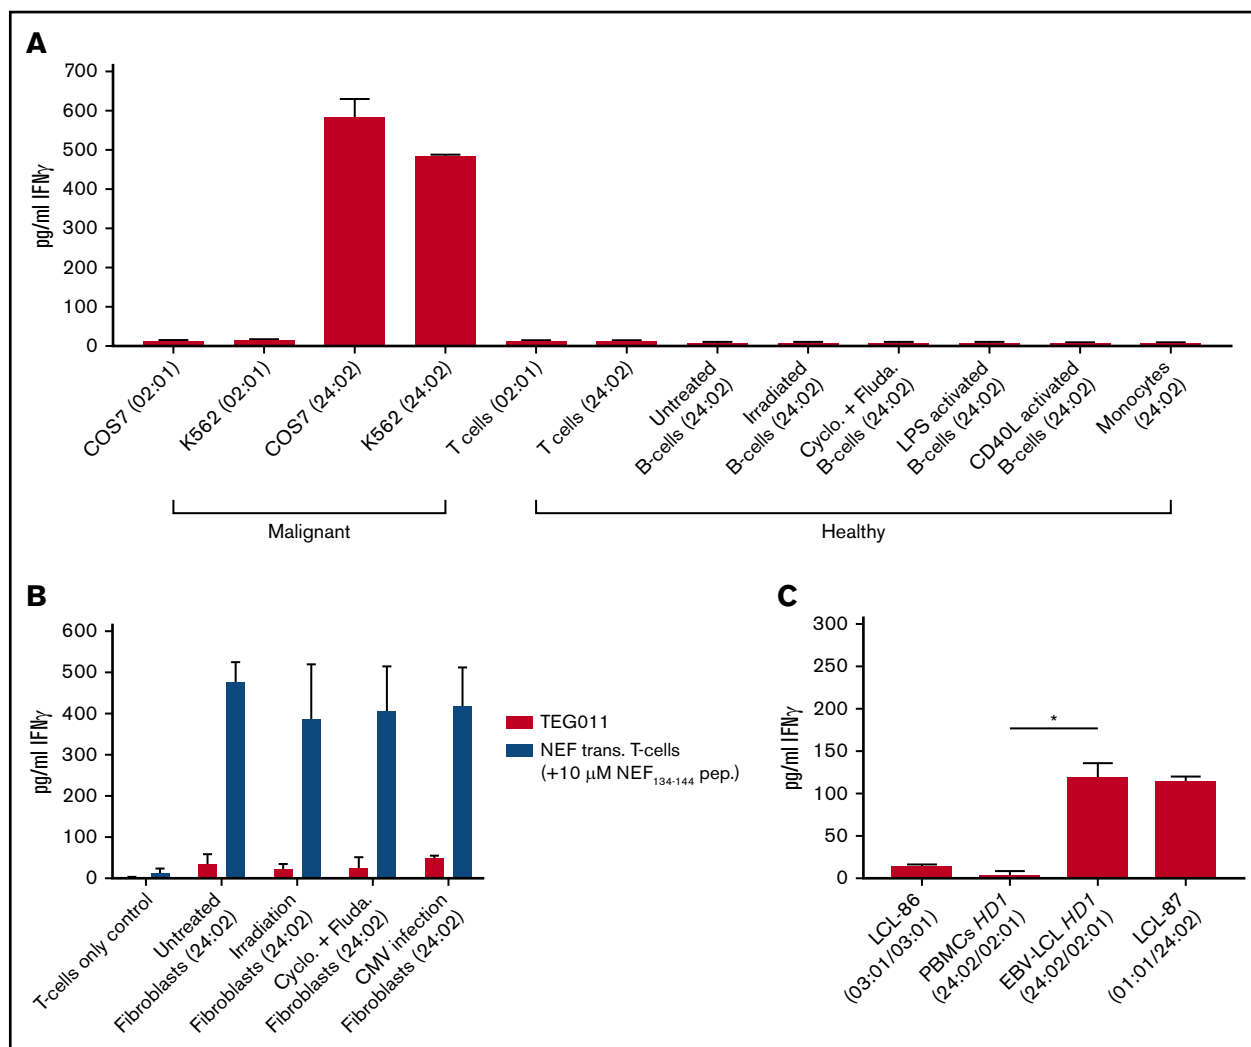 A
700
600
500
400
300
200
100
0
pg/ml IFNγ
COS7 (02:01)
K562 (02:01)
COS7 (24:02)
K562 (24:02)
T cells (02:01)
T cells (24:02)
Untreated
B-cells (24:02)
Irradiated
B-cells (24:02)
Cyclo. + Fluda.
B-cells (24:02)
LPS activated
B-cells (24:02)
CD40L activated
B-cells (24:02)
Monocytes
(24:02)
Malignant
Healthy
B
600
500
400
300
200
100
0
pg/ml IFNγ
T-cells only control
Untreated
Fibroblasts (24:02)
Irradiation
Fibroblasts (24:02)
Cyclo. + Fluda.
Fibroblasts (24:02)
CMV infection
Fibroblasts (24:02)
TEG011
NEF trans. T-cells
(+10 μM NEF134-144 pep.)
C
300
250
200
150
100
50
0
pg/ml IFNγ
*
LCL-86
(03:01/03:01)
PBMCs HD1
(24:02/02:01)
EBV-LCL HD1
(24:02/02:01)
LCL-87
(01:01/24:02)